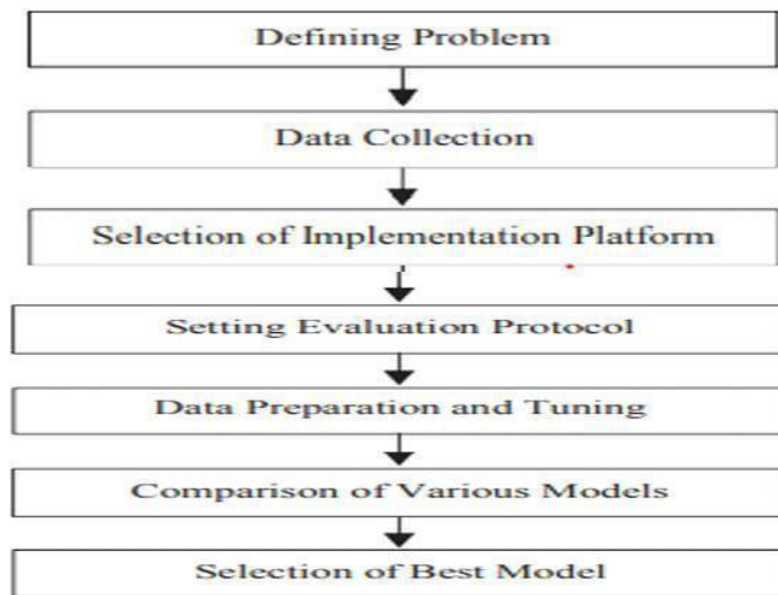 Defining Problem
Data Collection
Selection of Implementation Platform
Setting Evaluation Protocol
Data Preparation and Tuning
Comparison of Various Models
Selection of Best Model